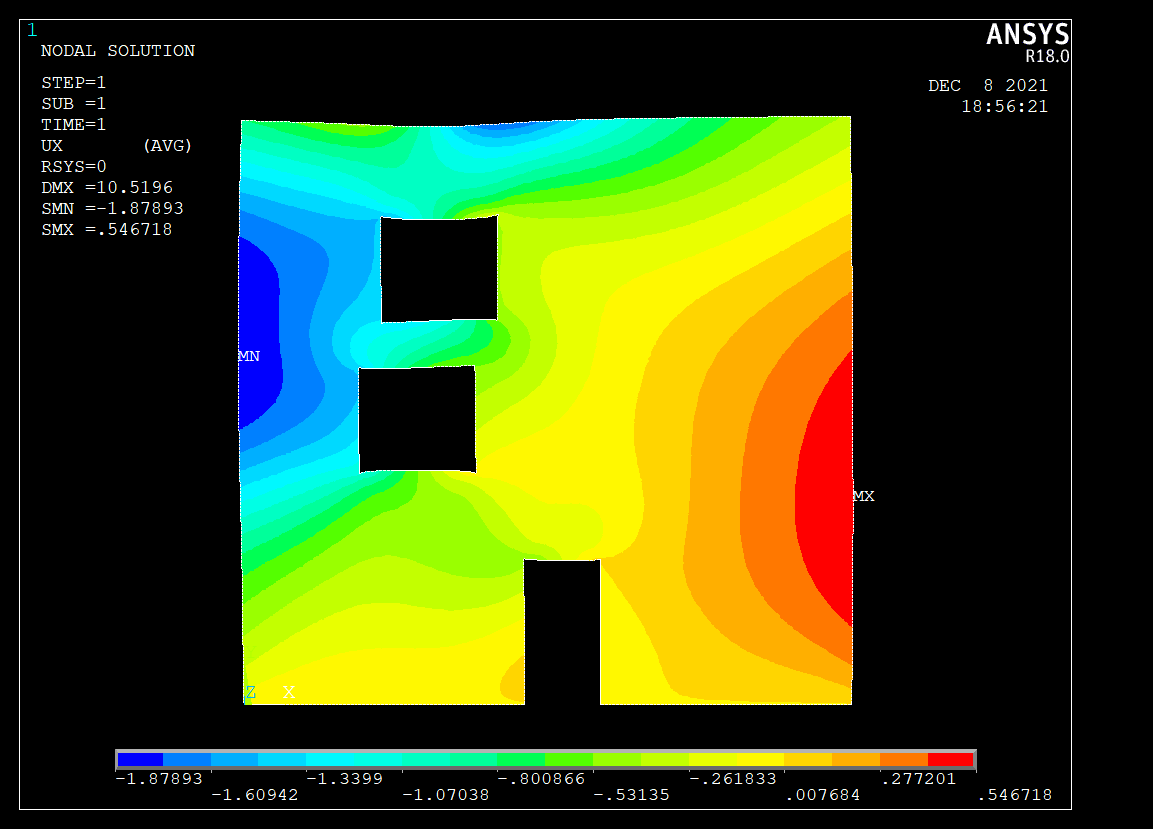 1
ANSYS
R18.0
NODAL SOLUTION
DEC 8 2021
18:56:21
STEP=1
SUB =1
TIME=1
UX (AVG)
RSYS=0
DMX =10.5196
SMN =-1.87893
SMX =.546718
MN
MX
Z X
-1.87893 -1.3399 -.800866 -.261833 .277201
-1.60942 -1.07038 -.53135 .007684 .546718